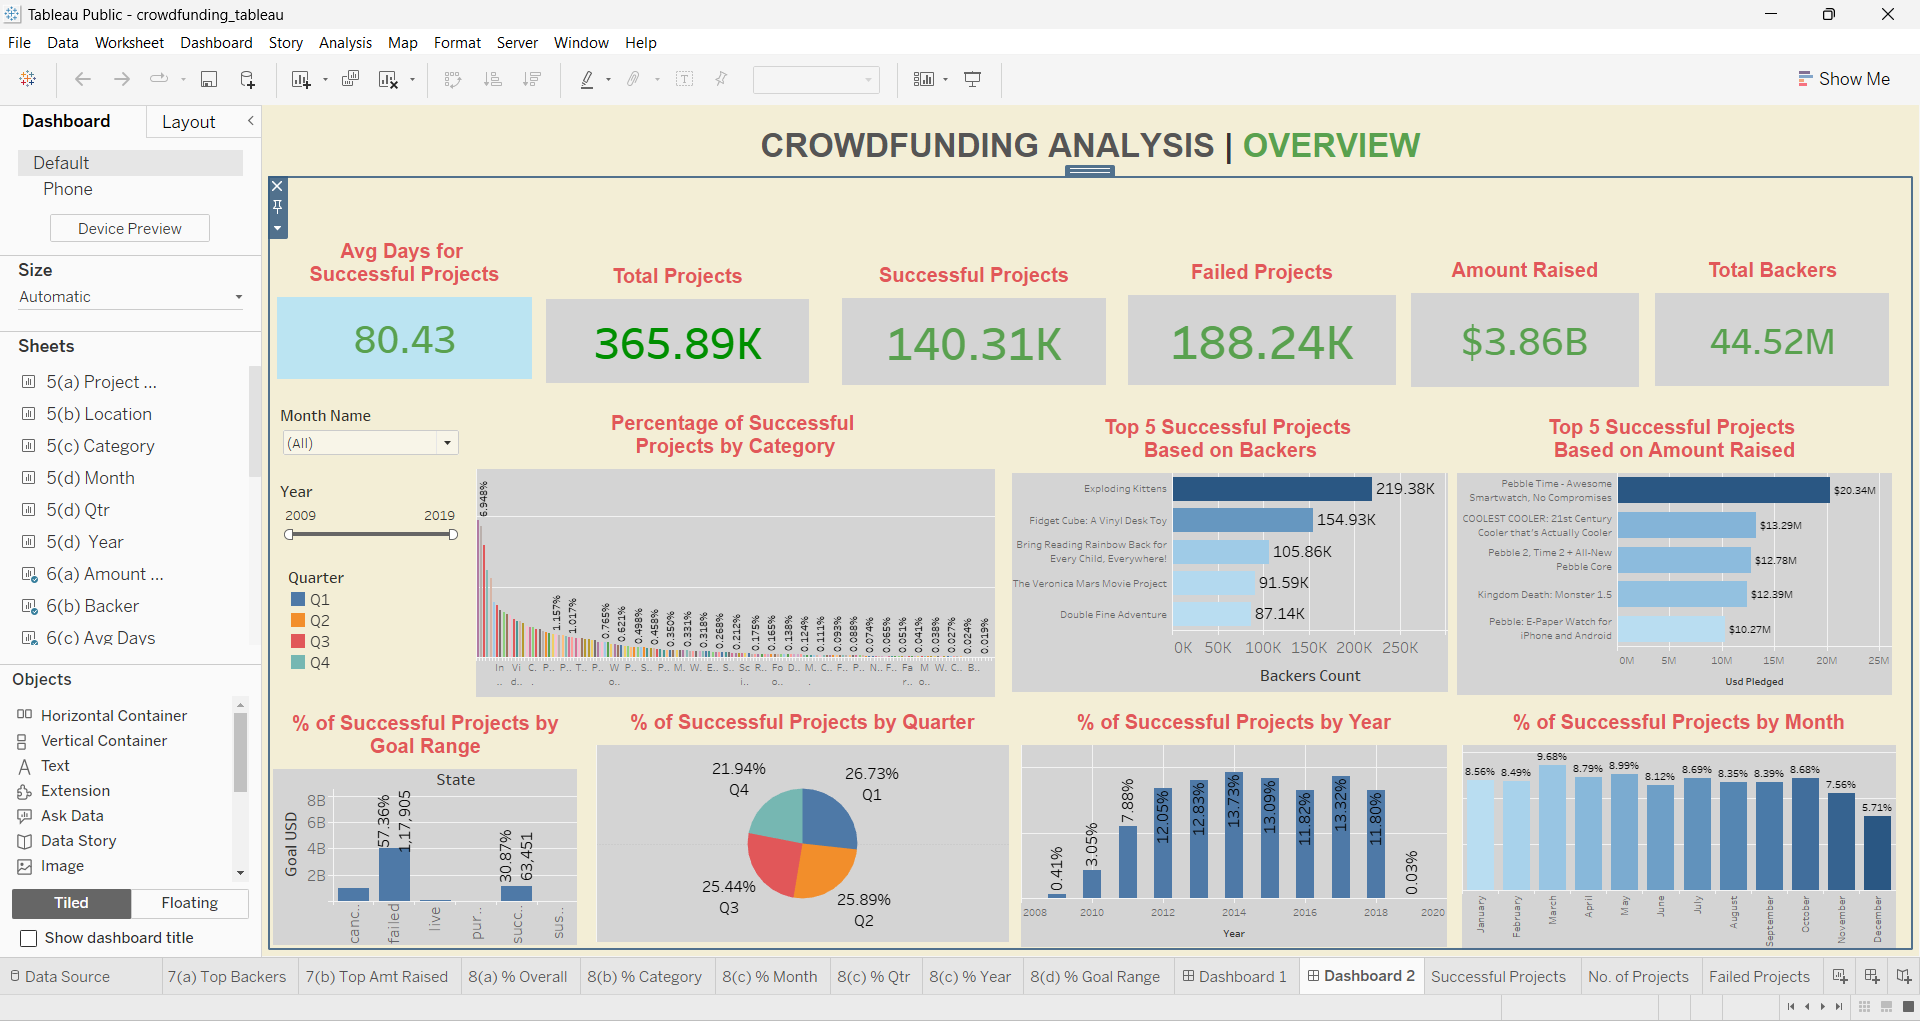 Tableau Public - crowdfunding_tableau
File Data Worksheet Dashboard Story Analysis Map Format Server Window Help
Show Me
Dashboard
Layout
Default
Phone
Device Preview
Size
Automatic
Sheets
5(a) Project ...
5(b) Location
5(c) Category
5(d) Month
5(d) Qtr
5(d) Year
6(a) Amount ...
6(b) Backer
6(c) Avg Days
Objects
Horizontal Container
Vertical Container
Text
Extension
Ask Data
Data Story
Image
Tiled
Floating
Show dashboard title
CROWDFUNDING ANALYSIS | OVERVIEW
Avg Days for
Successful Projects
80.43
Total Projects
365.89K
Successful Projects
140.31K
Failed Projects
188.24K
Amount Raised
$3.86B
Total Backers
44.52M
Month Name
(All)
Year
2009 2019
Quarter
Q1
Q2
Q3
Q4
Percentage of Successful
Projects by Category
6.948%
1.157%
1.017%
0.765%
0.621%
0.498%
0.458%
0.350%
0.331%
0.318%
0.268%
0.212%
0.175%
0.165%
0.138%
0.124%
0.111%
0.093%
0.088%
0.074%
0.065%
0.051%
0.041%
0.038%
0.027%
0.024%
0.019%
Top 5 Successful Projects
Based on Backers
Exploding Kittens 219.38K
Fidget Cube: A Vinyl Desk Toy 154.93K
Bring Reading Rainbow Back for
Every Child, Everywhere! 105.86K
The Veronica Mars Movie Project 91.59K
Double Fine Adventure 87.14K
0K 50K 100K 150K 200K 250K
Backers Count
Top 5 Successful Projects
Based on Amount Raised
Pebble Time - Awesome
Smartwatch, No Compromises $20.34M
COOLEST COOLER: 21st Century
Cooler that's Actually Cooler $13.29M
Pebble 2, Time 2 + All-New
Pebble Core $12.78M
Kingdom Death: Monster 1.5 $12.39M
Pebble: E-Paper Watch for
iPhone and Android $10.27M
0M 5M 10M 15M 20M 25M
Usd Pledged
% of Successful Projects by
Goal Range
State
Goal USD
8B
6B
4B
2B
57.36%
1,17,905
30.87%
63,451
canc..
failed
live
pur..
succ..
sus..
% of Successful Projects by Quarter
21.94%
Q4
26.73%
Q1
25.44%
Q3
25.89%
Q2
% of Successful Projects by Year
0.41%
3.05%
7.88%
12.05%
12.83%
13.73%
13.09%
11.82%
13.32%
11.80%
0.03%
2008 2010 2012 2014 2016 2018 2020
Year
% of Successful Projects by Month
8.56% 8.49% 9.68% 8.79% 8.99% 8.12% 8.69% 8.35% 8.39% 8.68% 7.56% 5.71%
January
February
March
April
May
June
July
August
September
October
November
December
Data Source 7(a) Top Backers 7(b) Top Amt Raised 8(a) % Overall 8(b) % Category 8(c) % Month 8(c) % Qtr 8(c) % Year 8(d) % Goal Range Dashboard 1 Dashboard 2 Successful Projects No. of Projects Failed Projects